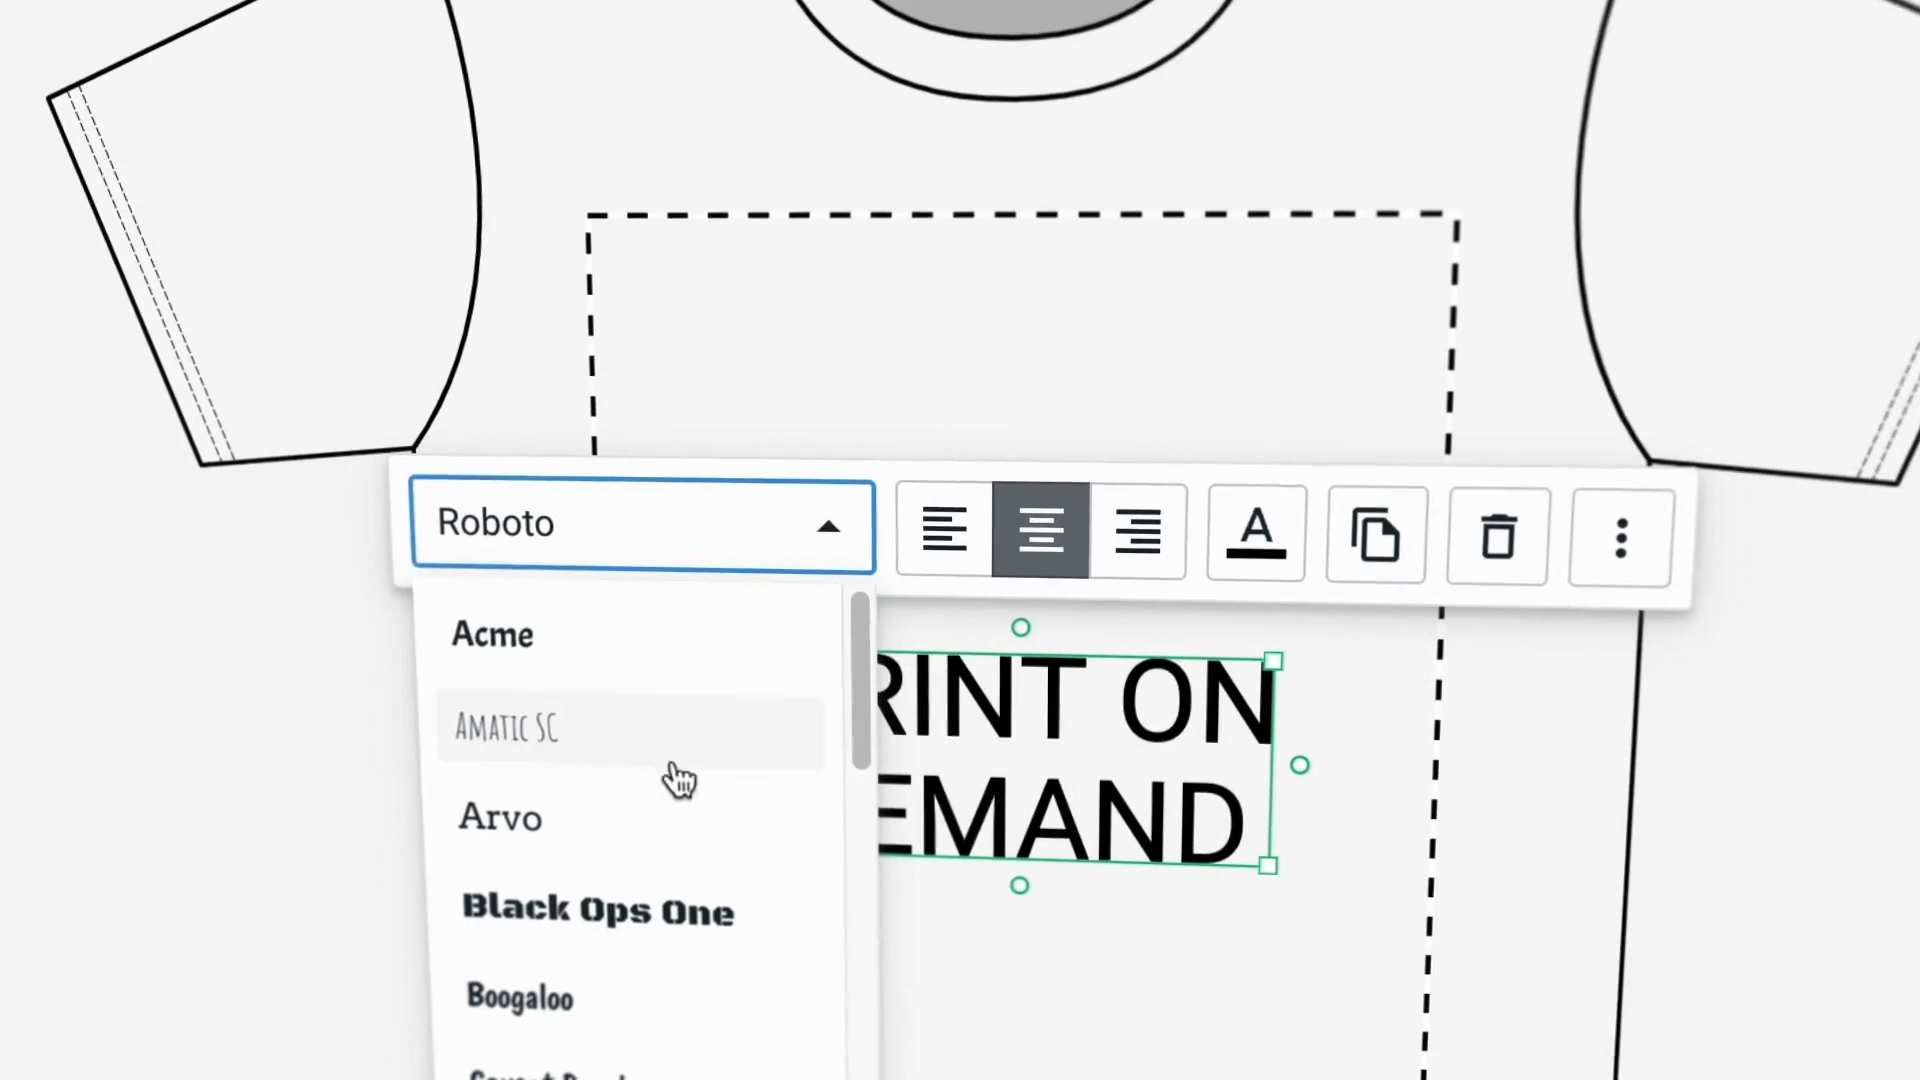 Roboto
A
Acme
Amatic SC
Arvo
Black Ops One
Boogaloo
RINT ON
EMAND